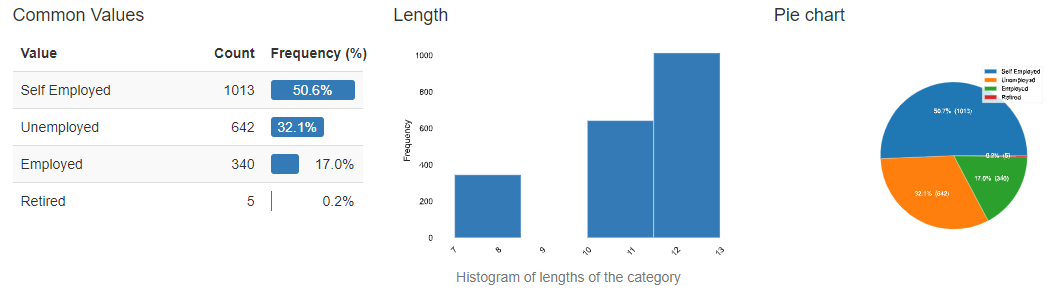 Common Values
Value Count Frequency (%)
Self Employed 1013 50.6%
Unemployed 642 32.1%
Employed 340 17.0%
Retired 5 0.2%
Length
1000
800
600
400
200
0
Frequency
7 8 9 10 11 12 13
Histogram of lengths of the category
Pie chart
Self Employed
Unemployed
Employed
Retired
50.7% (1013)
0.3% (5)
17.0% (340)
32.1% (642)